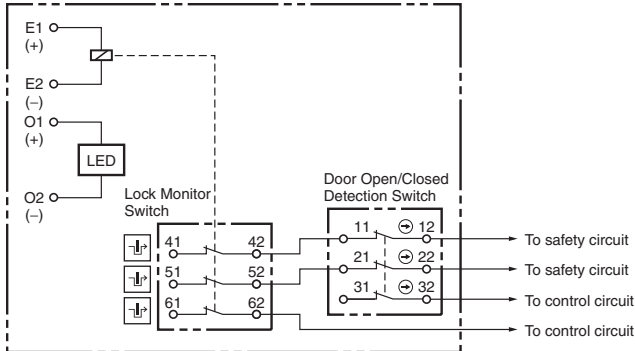 E1
(+)
E2
(–)
O1
(+)
LED
O2
(–)
Lock Monitor
Switch
Door Open/Closed
Detection Switch
41 42
51 52
61 62
11 12
21 22
31 32
To safety circuit
To safety circuit
To control circuit
To control circuit